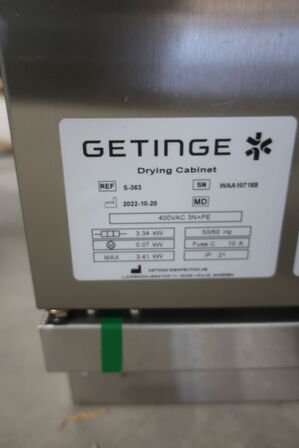 GETINGE
Drying Cabinet
REF S-363 SN WAA107188
2022-10-20 MD
400VAC 3N+PE
3.34 kW 50/60 Hz
M 0.07 kW Fuse C 10 A
MAX 3.41 kW IP 21
GETINGE DISINFECTION AB